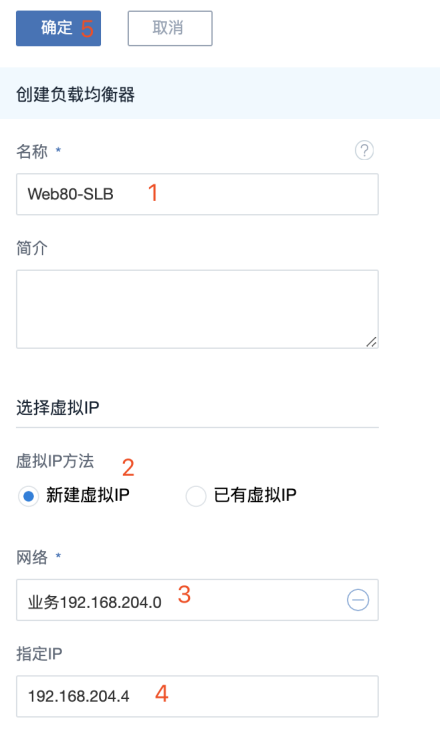 确定 5 取消
创建负载均衡器
名称 * ?
Web80-SLB 1
简介
选择虚拟IP
虚拟IP方法 2
新建虚拟IP 已有虚拟IP
网络 *
业务192.168.204.0 3
指定IP
192.168.204.4 4